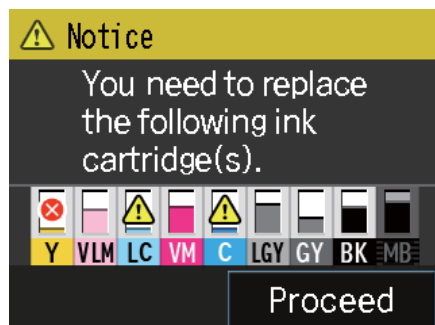 Notice
You need to replace
the following ink
cartridge(s).
Y VLM LC VM C LGY GY BK MB
Proceed